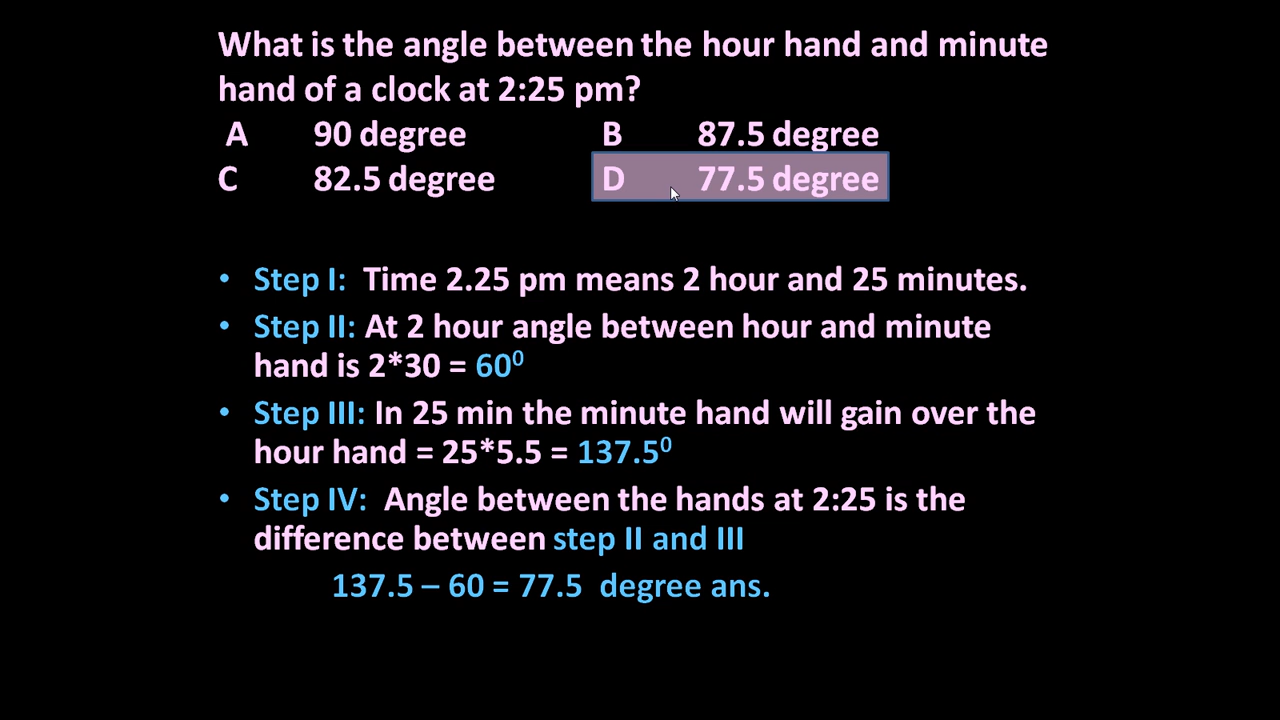 What is the angle between the hour hand and minute
hand of a clock at 2:25 pm?
A 90 degree B 87.5 degree
C 82.5 degree D 77.5 degree
• Step I: Time 2.25 pm means 2 hour and 25 minutes.
• Step II: At 2 hour angle between hour and minute
hand is 2*30 = 60⁰
• Step III: In 25 min the minute hand will gain over the
hour hand = 25*5.5 = 137.5⁰
• Step IV: Angle between the hands at 2:25 is the
difference between step II and III
137.5 – 60 = 77.5 degree ans.